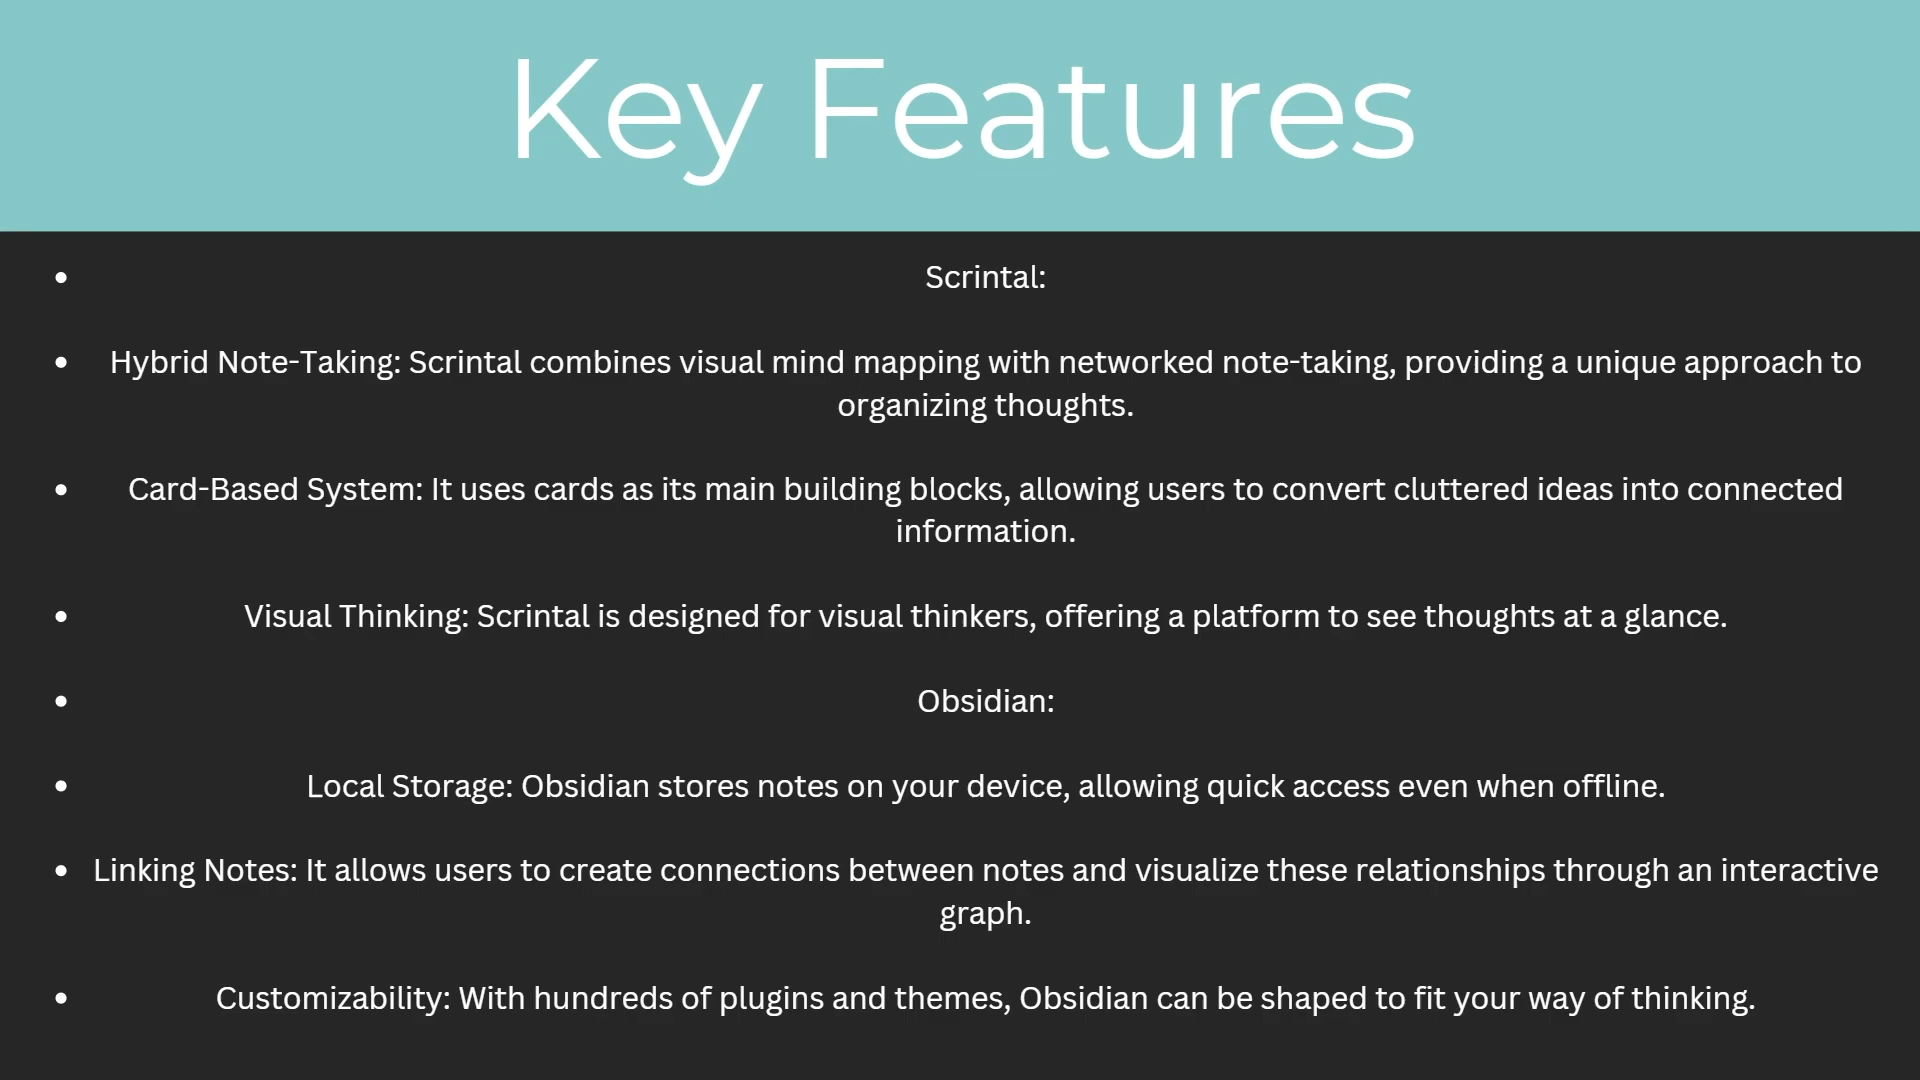 Key Features
• Scrintal:
• Hybrid Note-Taking: Scrintal combines visual mind mapping with networked note-taking, providing a unique approach to
organizing thoughts.
• Card-Based System: It uses cards as its main building blocks, allowing users to convert cluttered ideas into connected
information.
• Visual Thinking: Scrintal is designed for visual thinkers, offering a platform to see thoughts at a glance.
• Obsidian:
• Local Storage: Obsidian stores notes on your device, allowing quick access even when offline.
• Linking Notes: It allows users to create connections between notes and visualize these relationships through an interactive
graph.
• Customizability: With hundreds of plugins and themes, Obsidian can be shaped to fit your way of thinking.